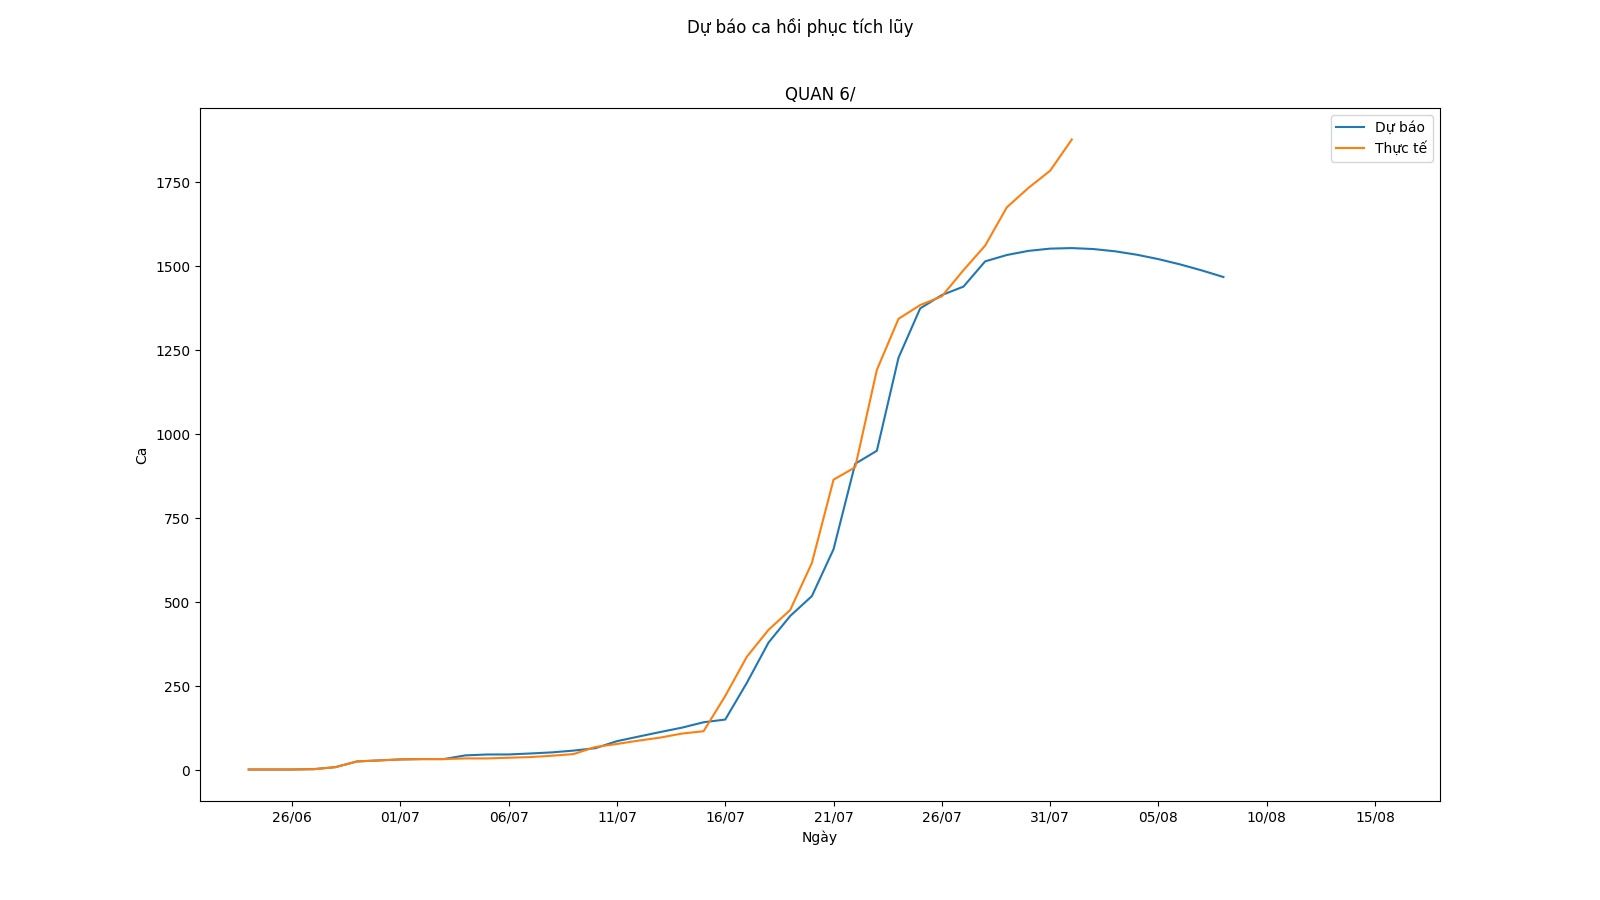 Dự báo ca hồi phục tích lũy
QUAN 6/
Dự báo
Thực tế
1750
1500
1250
1000
750
500
250
0
Ca
26/06 01/07 06/07 11/07 16/07 21/07 26/07 31/07 05/08 10/08 15/08
Ngày